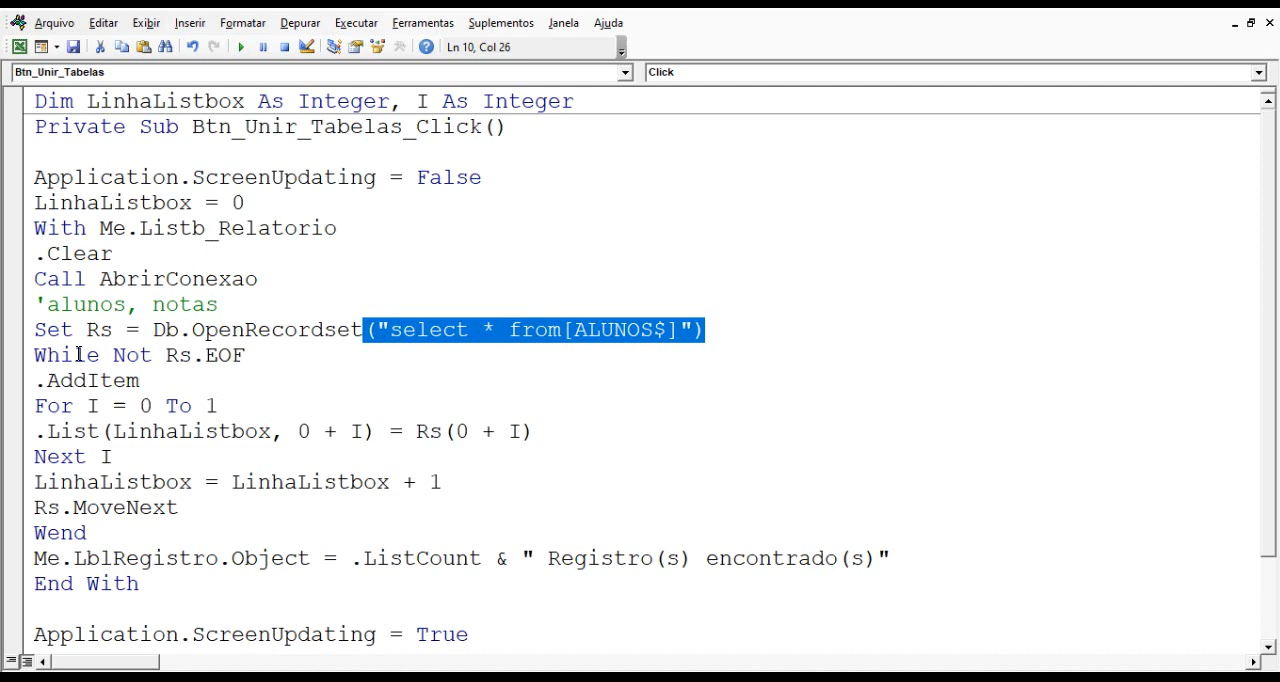 Arquivo Editar Exibir Inserir Formatar Depurar Executar Ferramentas Suplementos Janela Ajuda
Ln 10, Col 26
Btn_Unir_Tabelas Click
Dim LinhaListbox As Integer, I As Integer
Private Sub Btn_Unir_Tabelas_Click()
Application.ScreenUpdating = False
LinhaListbox = 0
With Me.Listb_Relatorio
.Clear
Call AbrirConexao
'alunos, notas
Set Rs = Db.OpenRecordset("select * from[ALUNOS$]")
While Not Rs.EOF
.AddItem
For I = 0 To 1
.List(LinhaListbox, 0 + I) = Rs(0 + I)
Next I
LinhaListbox = LinhaListbox + 1
Rs.MoveNext
Wend
Me.LblRegistro.Object = .ListCount & " Registro(s) encontrado(s)"
End With
Application.ScreenUpdating = True